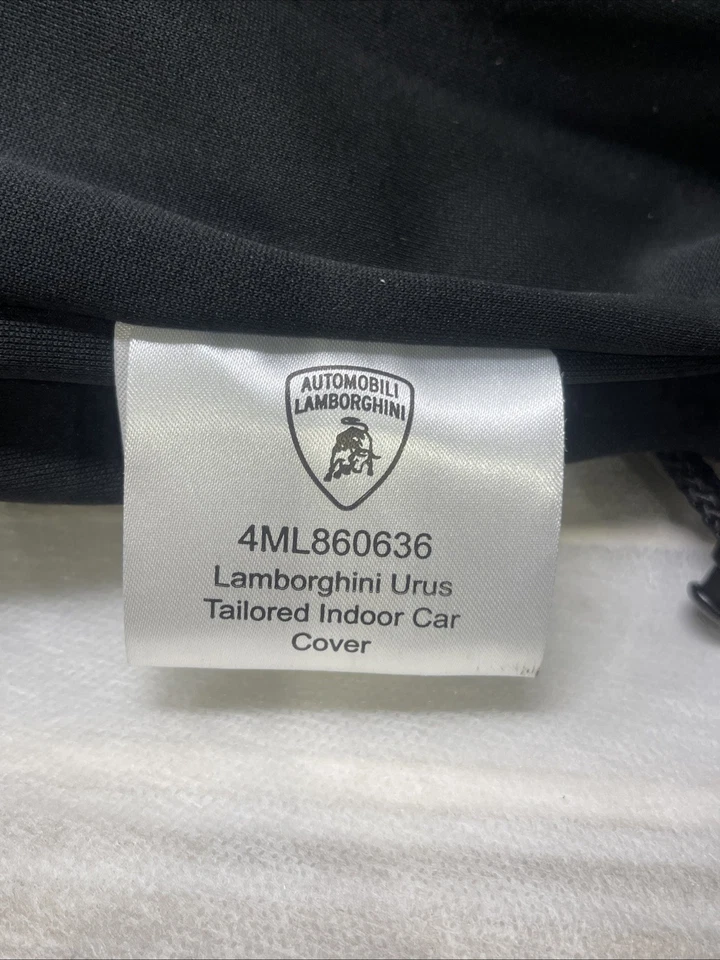 AUTOMOBILI
LAMBORGHINI
4ML860636
Lamborghini Urus
Tailored Indoor Car
Cover